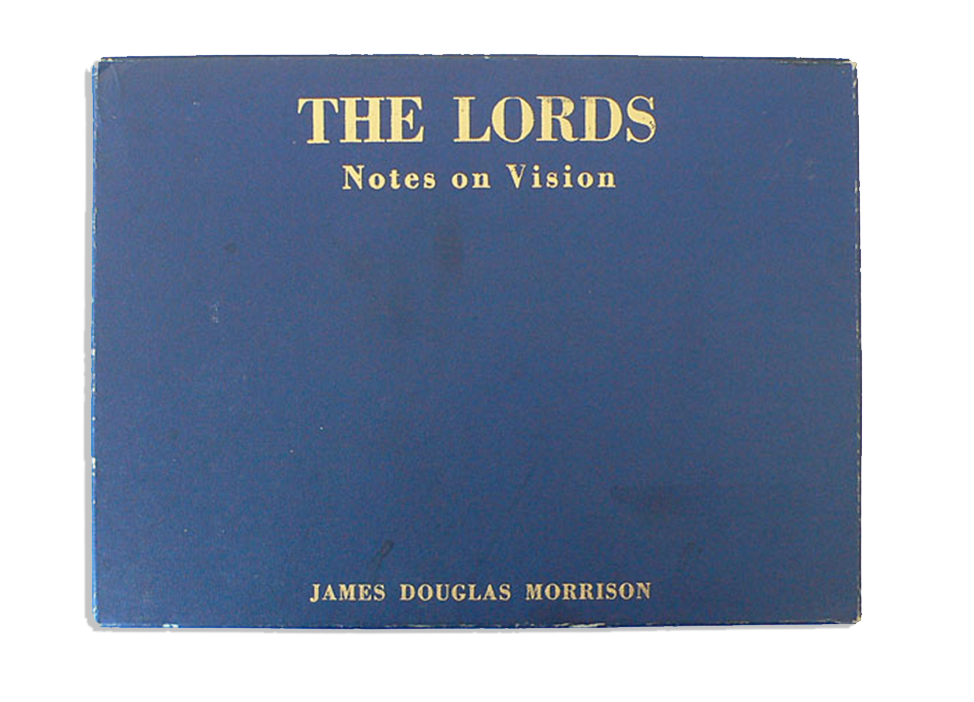 THE LORDS
Notes on Vision
JAMES DOUGLAS MORRISON